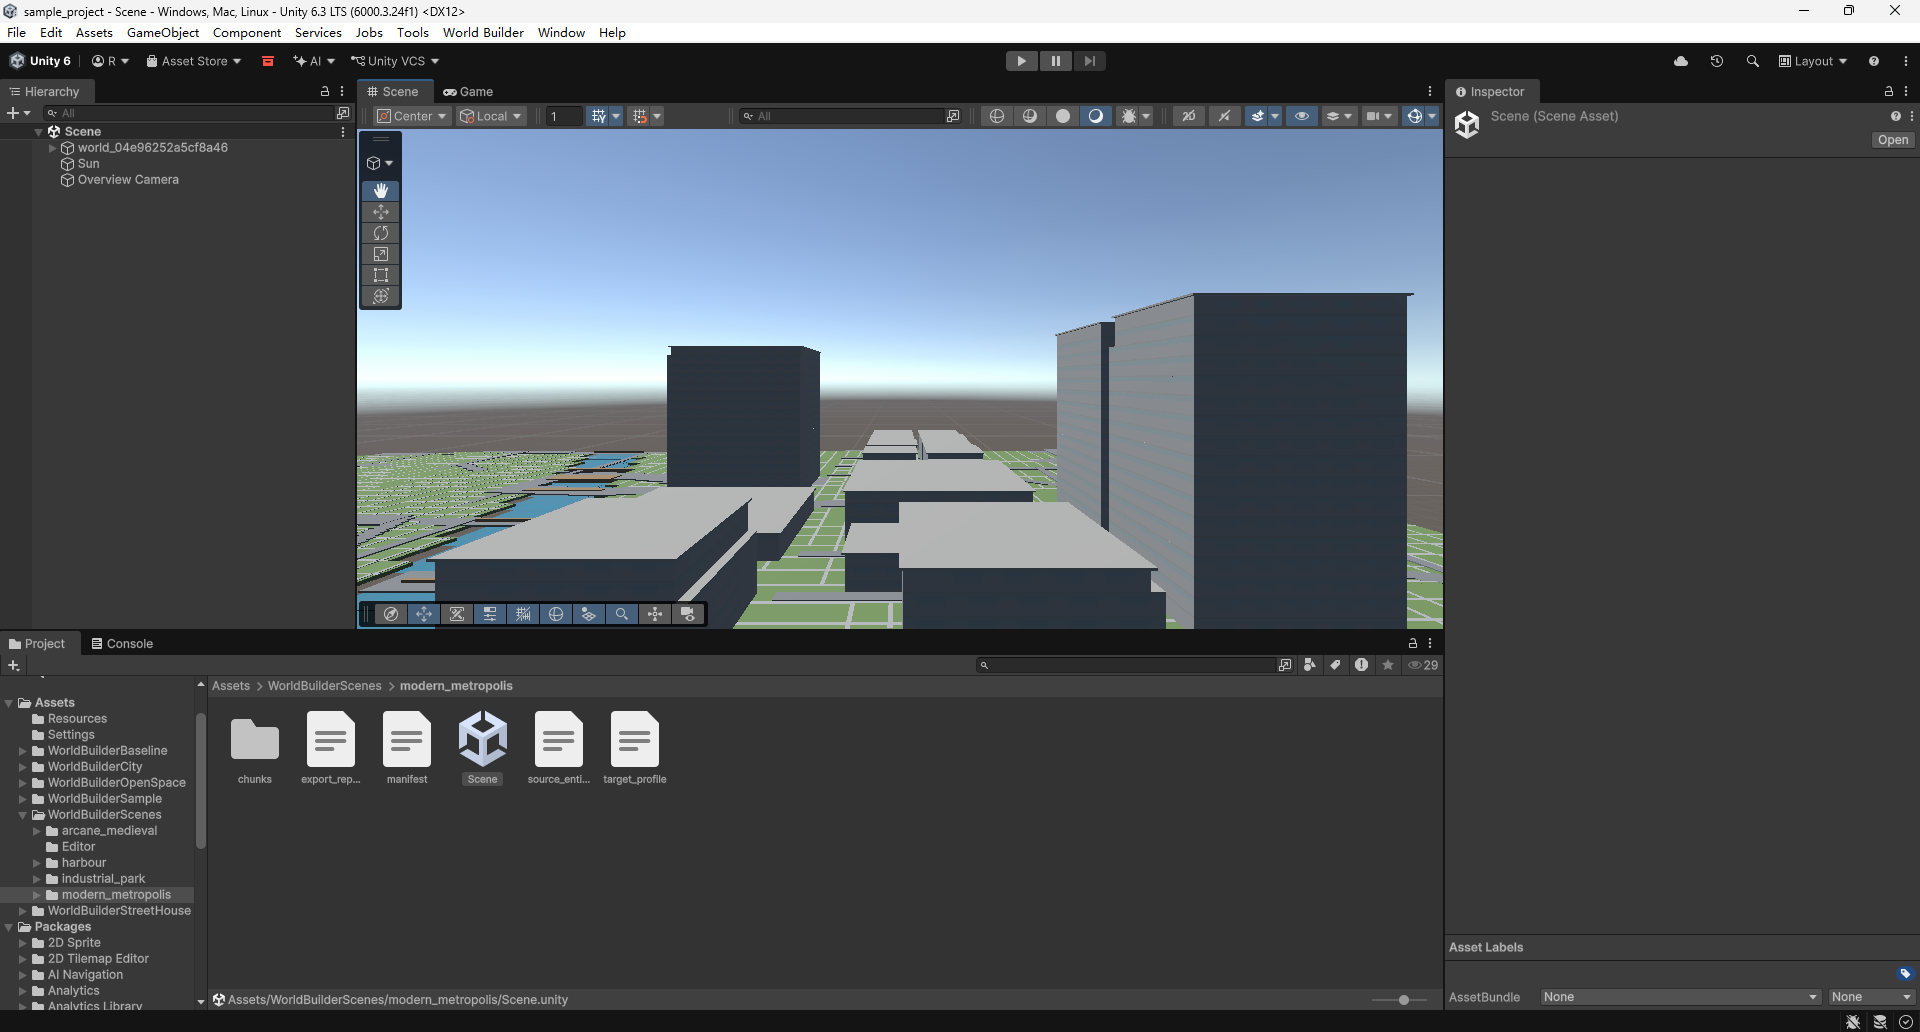 sample_project - Scene - Windows, Mac, Linux - Unity 6.3 LTS (6000.3.24f1) <DX12>
File Edit Assets GameObject Component Services Jobs Tools World Builder Window Help
Unity 6 R Asset Store AI Unity VCS Layout
Hierarchy
All
Scene
world_04e96252a5cf8a46
Sun
Overview Camera
Scene Game
Center Local 1 All 2D
Inspector
Scene (Scene Asset)
Open
Project Console
29
Assets
Resources
Settings
WorldBuilderBaseline
WorldBuilderCity
WorldBuilderOpenSpace
WorldBuilderSample
WorldBuilderScenes
arcane_medieval
Editor
harbour
industrial_park
modern_metropolis
WorldBuilderStreetHouse
Packages
2D Sprite
2D Tilemap Editor
AI Navigation
Analytics
Analytics Library
Assets > WorldBuilderScenes > modern_metropolis
chunks export_rep... manifest Scene source_enti... target_profile
Assets/WorldBuilderScenes/modern_metropolis/Scene.unity
Asset Labels
AssetBundle None None